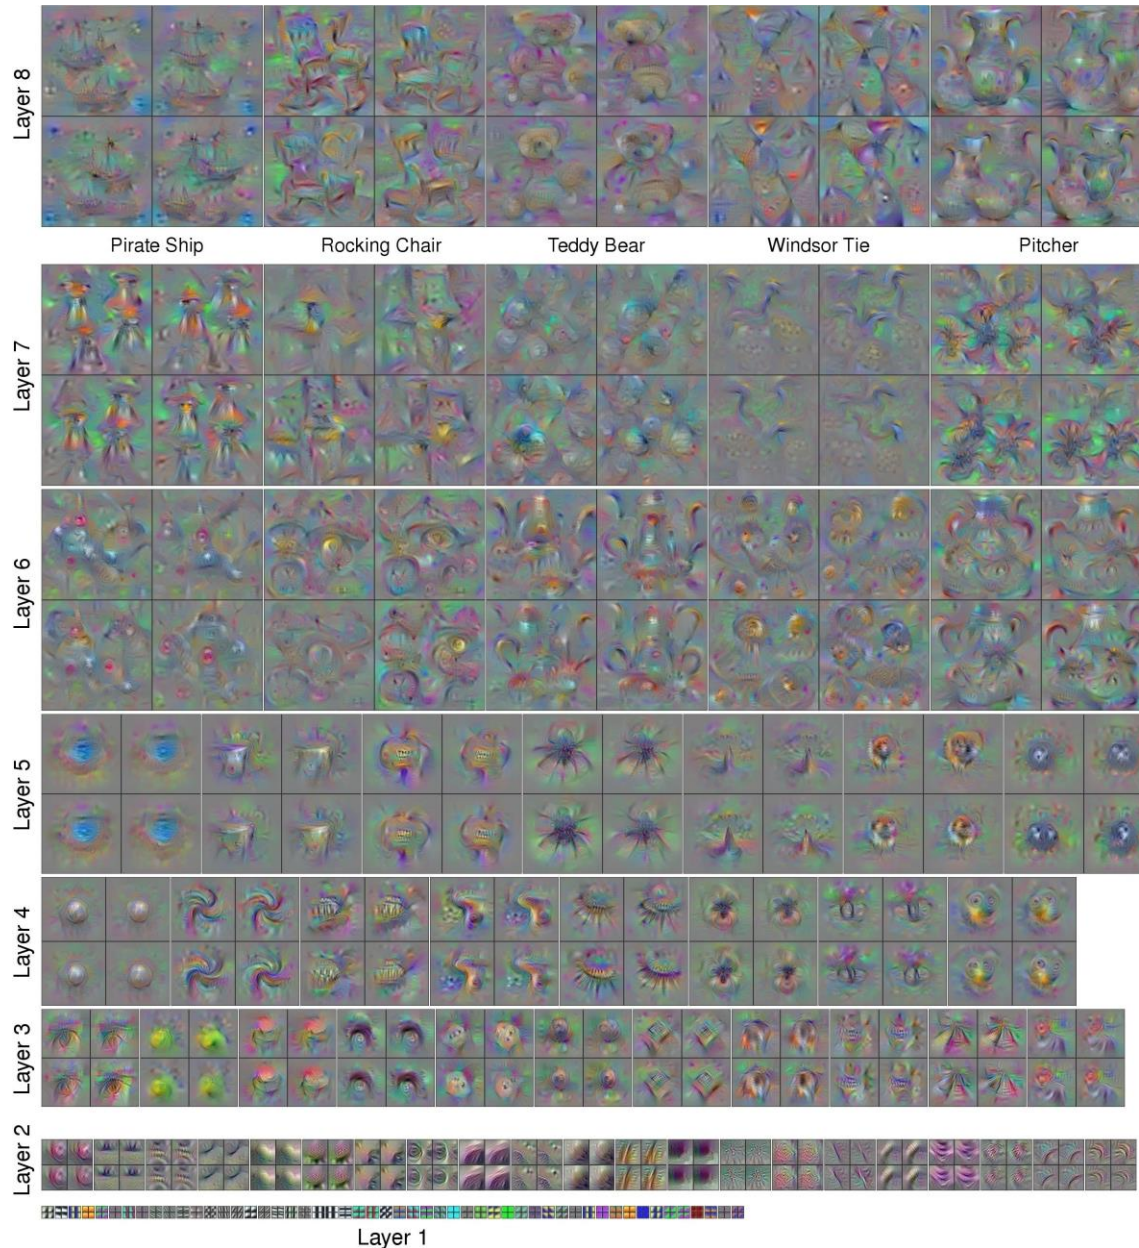 Layer 8
Pirate Ship Rocking Chair Teddy Bear Windsor Tie Pitcher
Layer 7
Layer 6
Layer 5
Layer 4
Layer 3
Layer 2
Layer 1